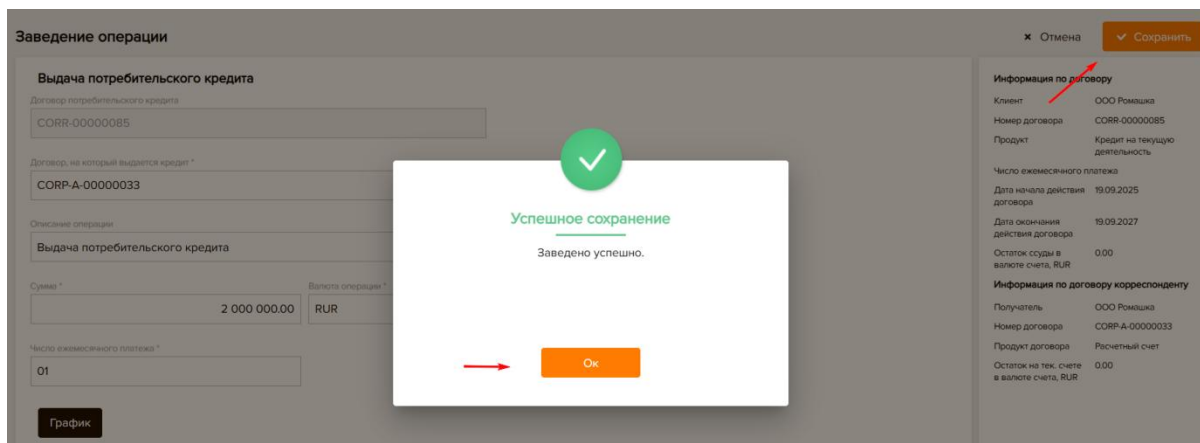 Заведение операции
× Отмена
Сохранить
Выдача потребительского кредита
Договор потребительского кредита
CORR-00000085
Договор, на который выдается кредит *
CORP-A-00000033
Описание операции
Выдача потребительского кредита
Сумма *
Валюта операции *
2 000 000.00
RUR
Число ежемесячного платежа *
01
График
Успешное сохранение
Заведено успешно.
Ок
Информация по договору
Клиент ООО Ромашка
Номер договора CORR-00000085
Продукт Кредит на текущую
деятельность
Число ежемесячного платежа
Дата начала действия 19.09.2025
договора
Дата окончания 19.09.2027
действия договора
Остаток ссуды в 0.00
валюте счета, RUR
Информация по договору корреспонденту
Получатель ООО Ромашка
Номер договора CORP-A-00000033
Продукт договора Расчетный счет
Остаток на тек. счете 0.00
в валюте счета, RUR